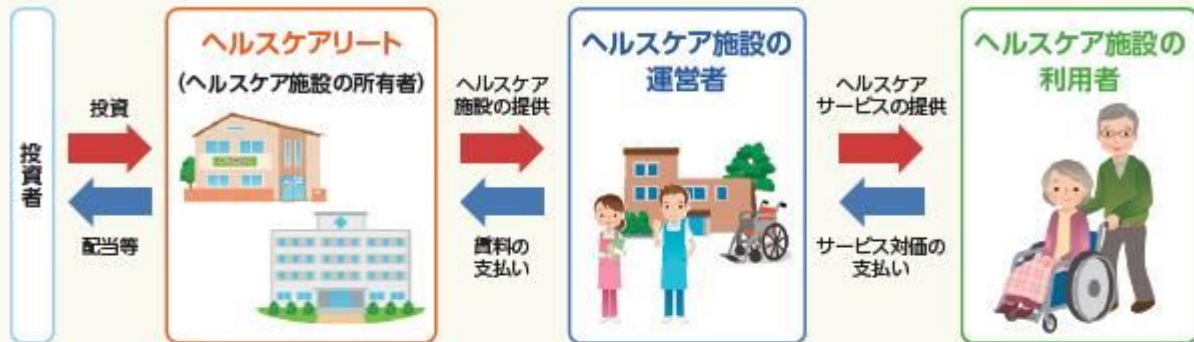 投資者
投資
配当等
ヘルスケアリート
(ヘルスケア施設の所有者)
ヘルスケア
施設の提供
賃料の
支払い
ヘルスケア施設の
運営者
ヘルスケア
サービスの提供
サービス対価の
支払い
ヘルスケア施設の
利用者